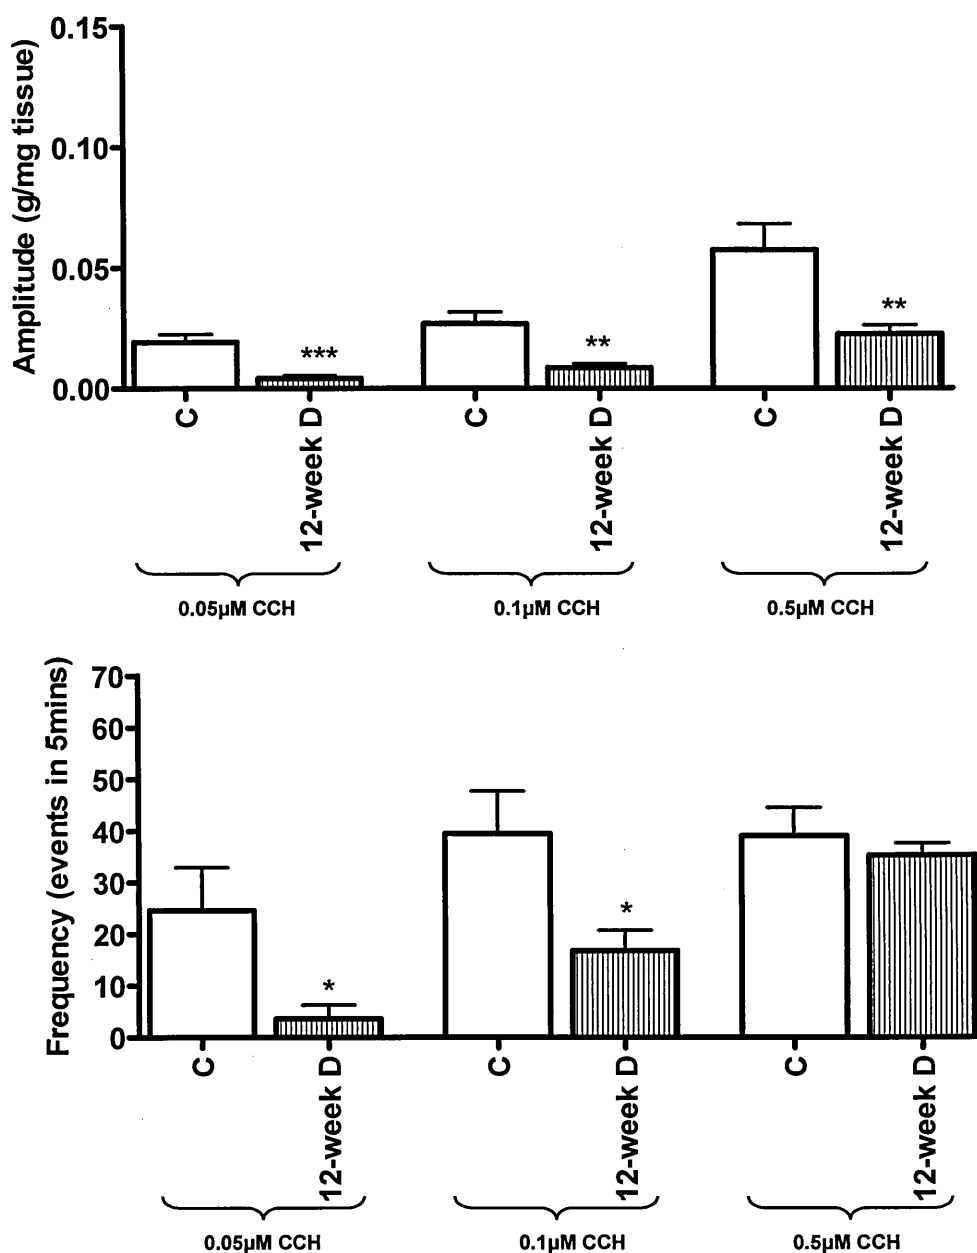 Amplitude (g/mg tissue)
0.15
0.10
0.05
0.00
***
**
**
C
12-week D
C
12-week D
C
12-week D
0.05µM CCH
0.1µM CCH
0.5µM CCH
Frequency (events in 5mins)
70
60
50
40
30
20
10
0
*
*
C
12-week D
C
12-week D
C
12-week D
0.05µM CCH
0.1µM CCH
0.5µM CCH